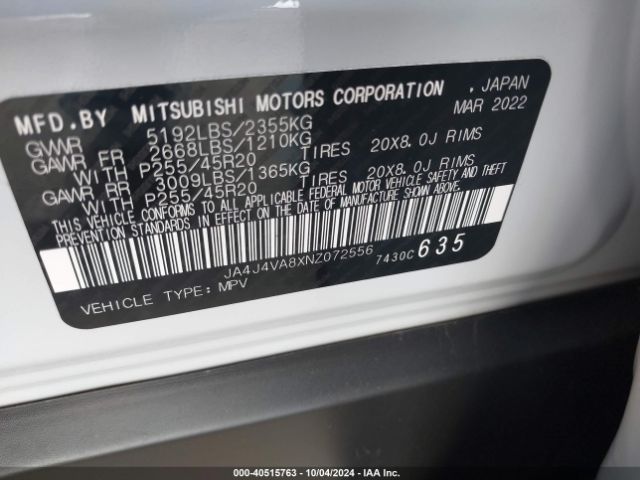 MFD.BY MITSUBISHI MOTORS CORPORATION, JAPAN
GVWR 5192LBS/2355KG MAR 2022
GAWR FR 2668LBS/1210KG
WITH P255/45R20 TIRES 20X8.0J RIMS
GAWR RR 3009LBS/1365KG
WITH P255/45R20 TIRES 20X8.0J RIMS
THIS VEHICLE CONFORMS TO ALL APPLICABLE FEDERAL MOTOR VEHICLE SAFETY AND THEFT
PREVENTION STANDARDS IN EFFECT ON THE DATE OF MANUFACTURE SHOWN ABOVE.
JA4J4VA8XNZ072556 7430C 635
VEHICLE TYPE: MPV
000-40515763 - 10/04/2024 - IAA Inc.